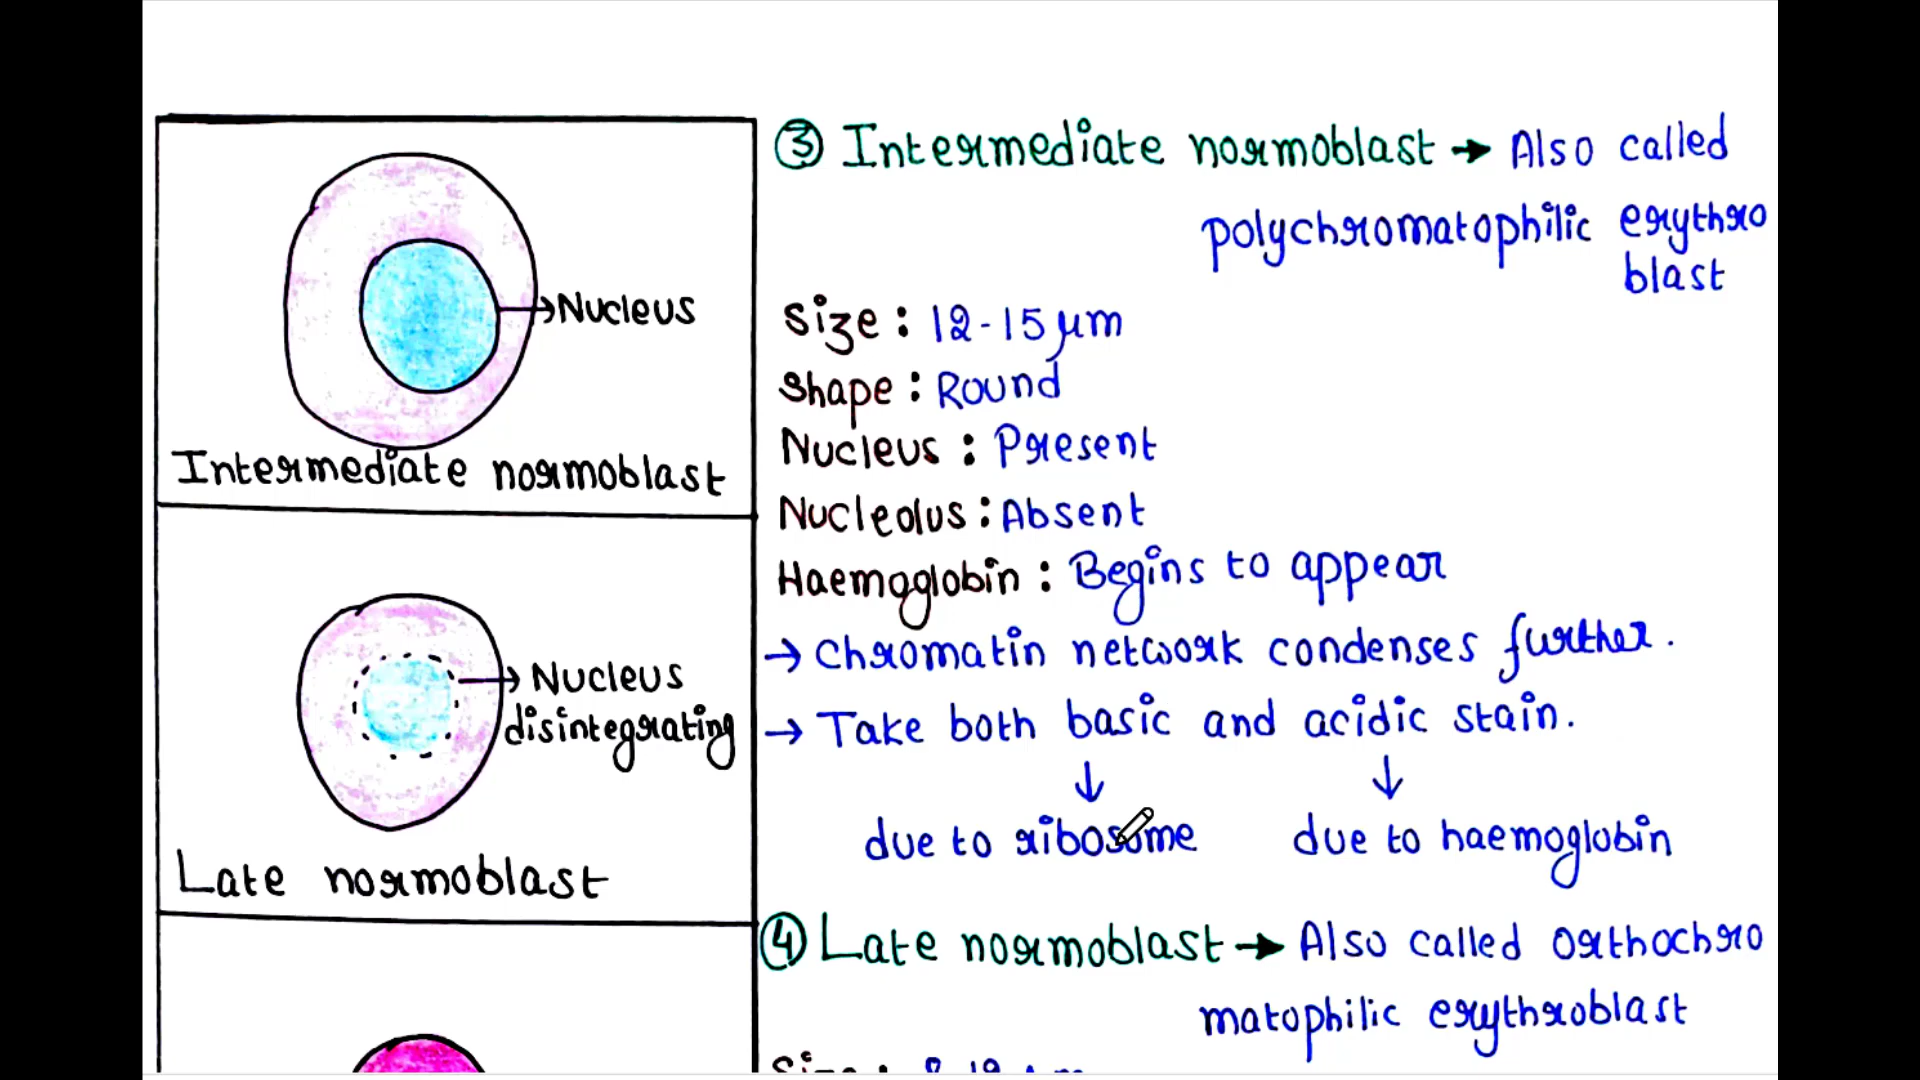 ③ Intermediate normoblast → Also called
polychromatophilic erythro
blast
Size : 12-15 μm
Shape : Round
Nucleus : Present
Nucleolus : Absent
Haemoglobin : Begins to appear
→ Chromatin network condenses further.
→ Take both basic and acidic stain.
↓ ↓
due to ribosome due to haemoglobin
④ Late normoblast → Also called Orthochro
matophilic erythroblast
Size :
→ Nucleus
Intermediate normoblast
→ Nucleus
disintegrating
Late normoblast